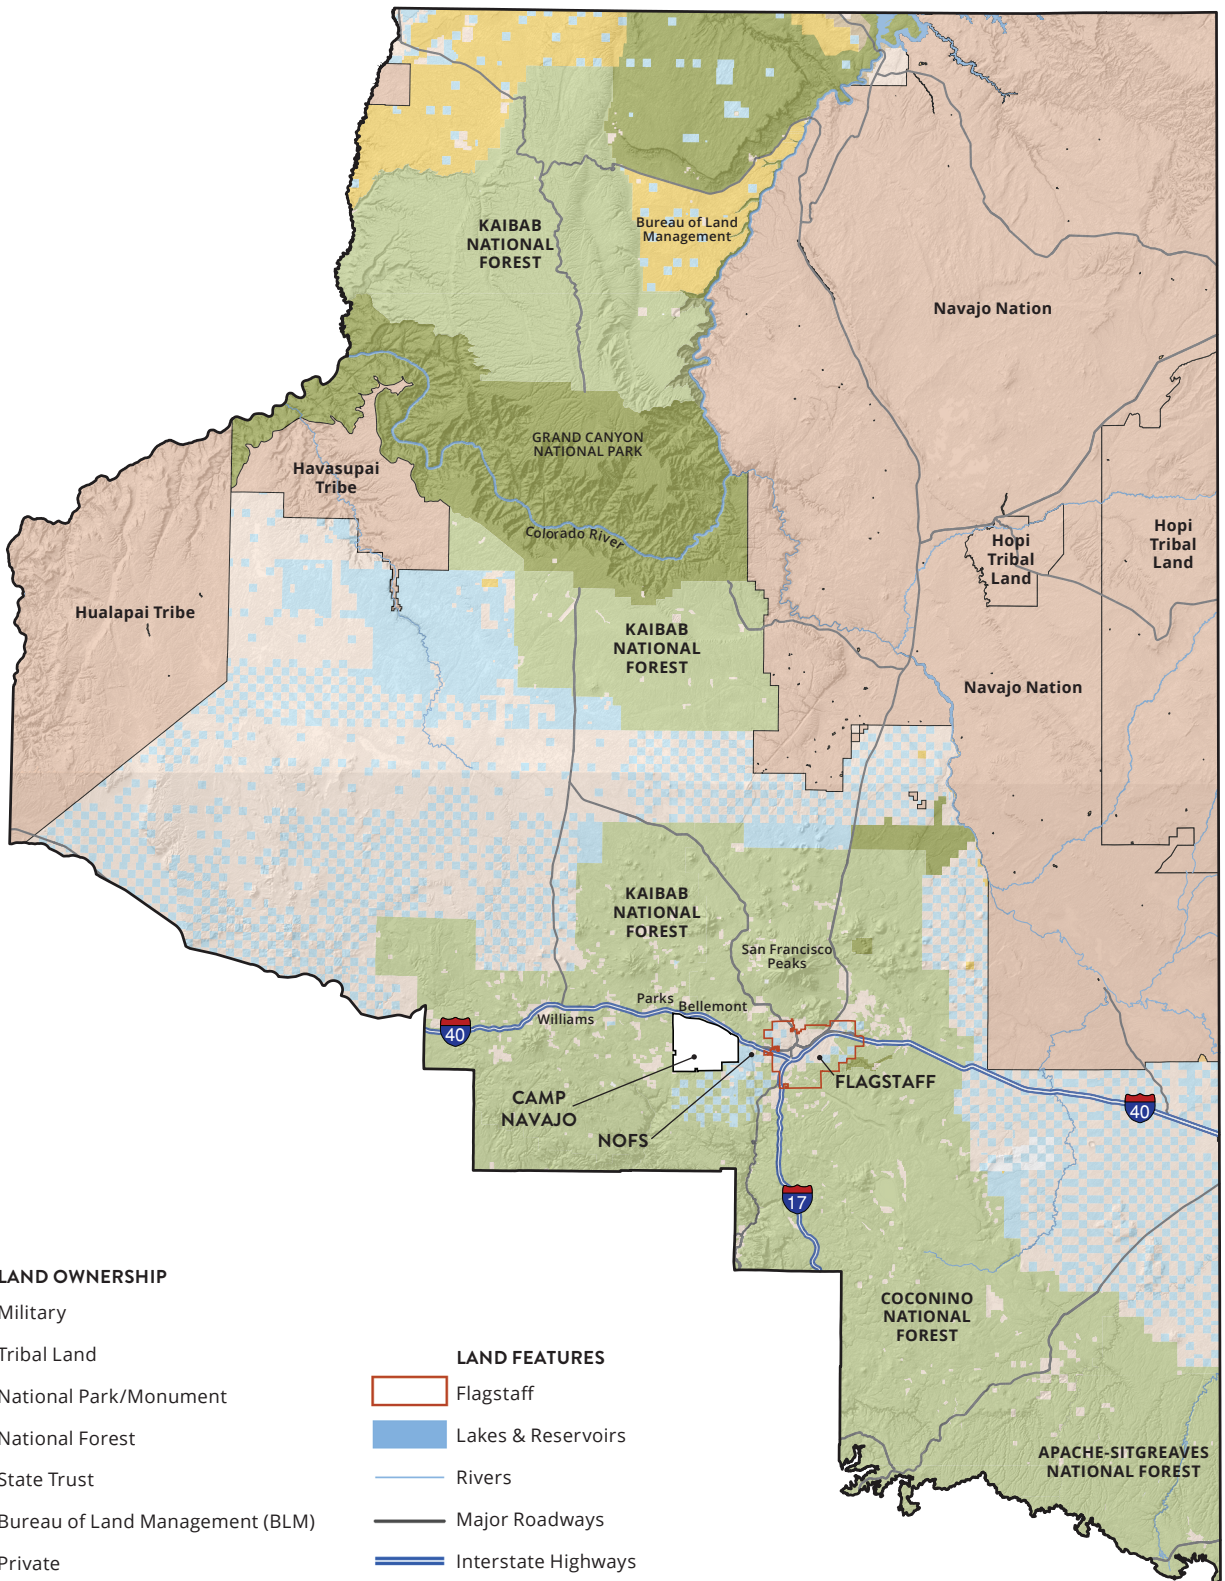 KAIBAB
NATIONAL
FOREST
Bureau of Land
Management
Navajo Nation
GRAND CANYON
NATIONAL PARK
Havasupai
Tribe
Colorado River
Hopi
Tribal
Land
Hopi
Tribal
Land
Hualapai Tribe
KAIBAB
NATIONAL
FOREST
Navajo Nation
KAIBAB
NATIONAL
FOREST
San Francisco
Peaks
Parks
Bellemont
Williams
40
CAMP
NAVAJO
NOFS
FLAGSTAFF
40
17
COCONINO
NATIONAL
FOREST
APACHE-SITGREAVES
NATIONAL FOREST
LAND OWNERSHIP
Military
Tribal Land
National Park/Monument
National Forest
State Trust
Bureau of Land Management (BLM)
Private
LAND FEATURES
Flagstaff
Lakes & Reservoirs
Rivers
Major Roadways
Interstate Highways